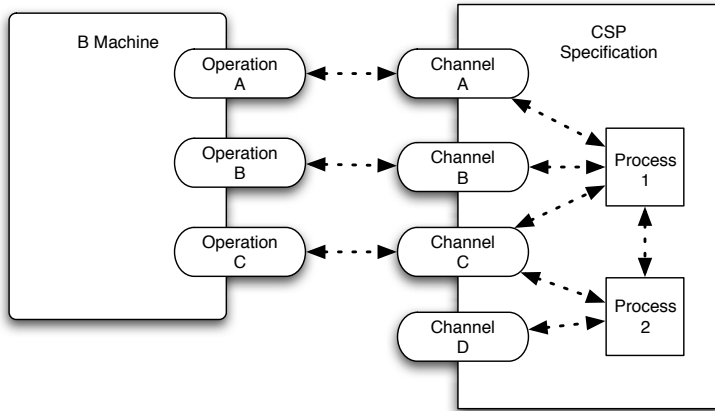 B Machine
CSP
Specification
Operation
A
Channel
A
Operation
B
Channel
B
Process
1
Operation
C
Channel
C
Process
2
Channel
D